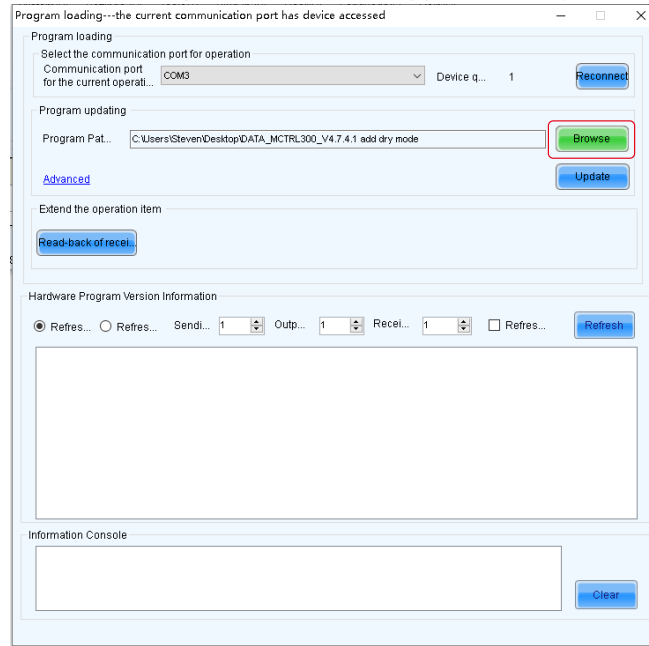 Program loading---the current communication port has device accessed
Program loading
Select the communication port for operation
Communication port
for the current operati... COM3 Device q... 1 Reconnect
Program updating
Program Pat... C:\Users\Steven\Desktop\DATA_MCTRL300_V4.7.4.1 add dry mode Browse
Advanced Update
Extend the operation item
Read-back of recei...
Hardware Program Version Information
Refres... Refres... Sendi... 1 Outp... 1 Recei... 1 Refres... Refresh
Information Console
Clear